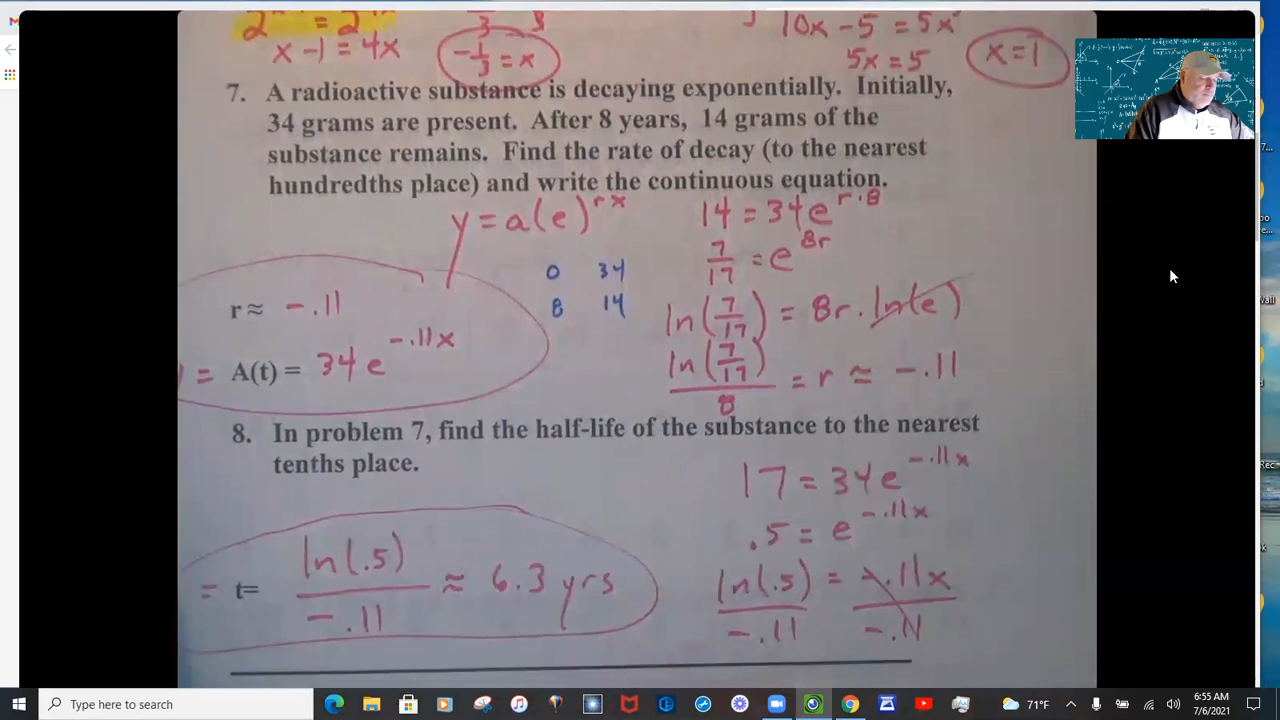 2 = 2
x - 1 = 4x
3
-1/3 = x
10x - 5 = 5x
5x = 5
x = 1
7. A radioactive substance is decaying exponentially. Initially,
34 grams are present. After 8 years, 14 grams of the
substance remains. Find the rate of decay (to the nearest
hundredths place) and write the continuous equation.
y = a(e)^rx
14 = 34e^r·8
0 34
8 14
7/17 = e^8r
r ≈ -.11
ln(7/17) = 8r · ln(e)
= A(t) = 34e^-.11x
ln(7/17)/8 = r ≈ -.11
8. In problem 7, find the half-life of the substance to the nearest
tenths place.
17 = 34e^-.11x
.5 = e^-.11x
= t= ln(.5)/-.11 ≈ 6.3 yrs
ln(.5)/-.11 = -.11x/-.11
Type here to search
71°F
6:55 AM
7/6/2021